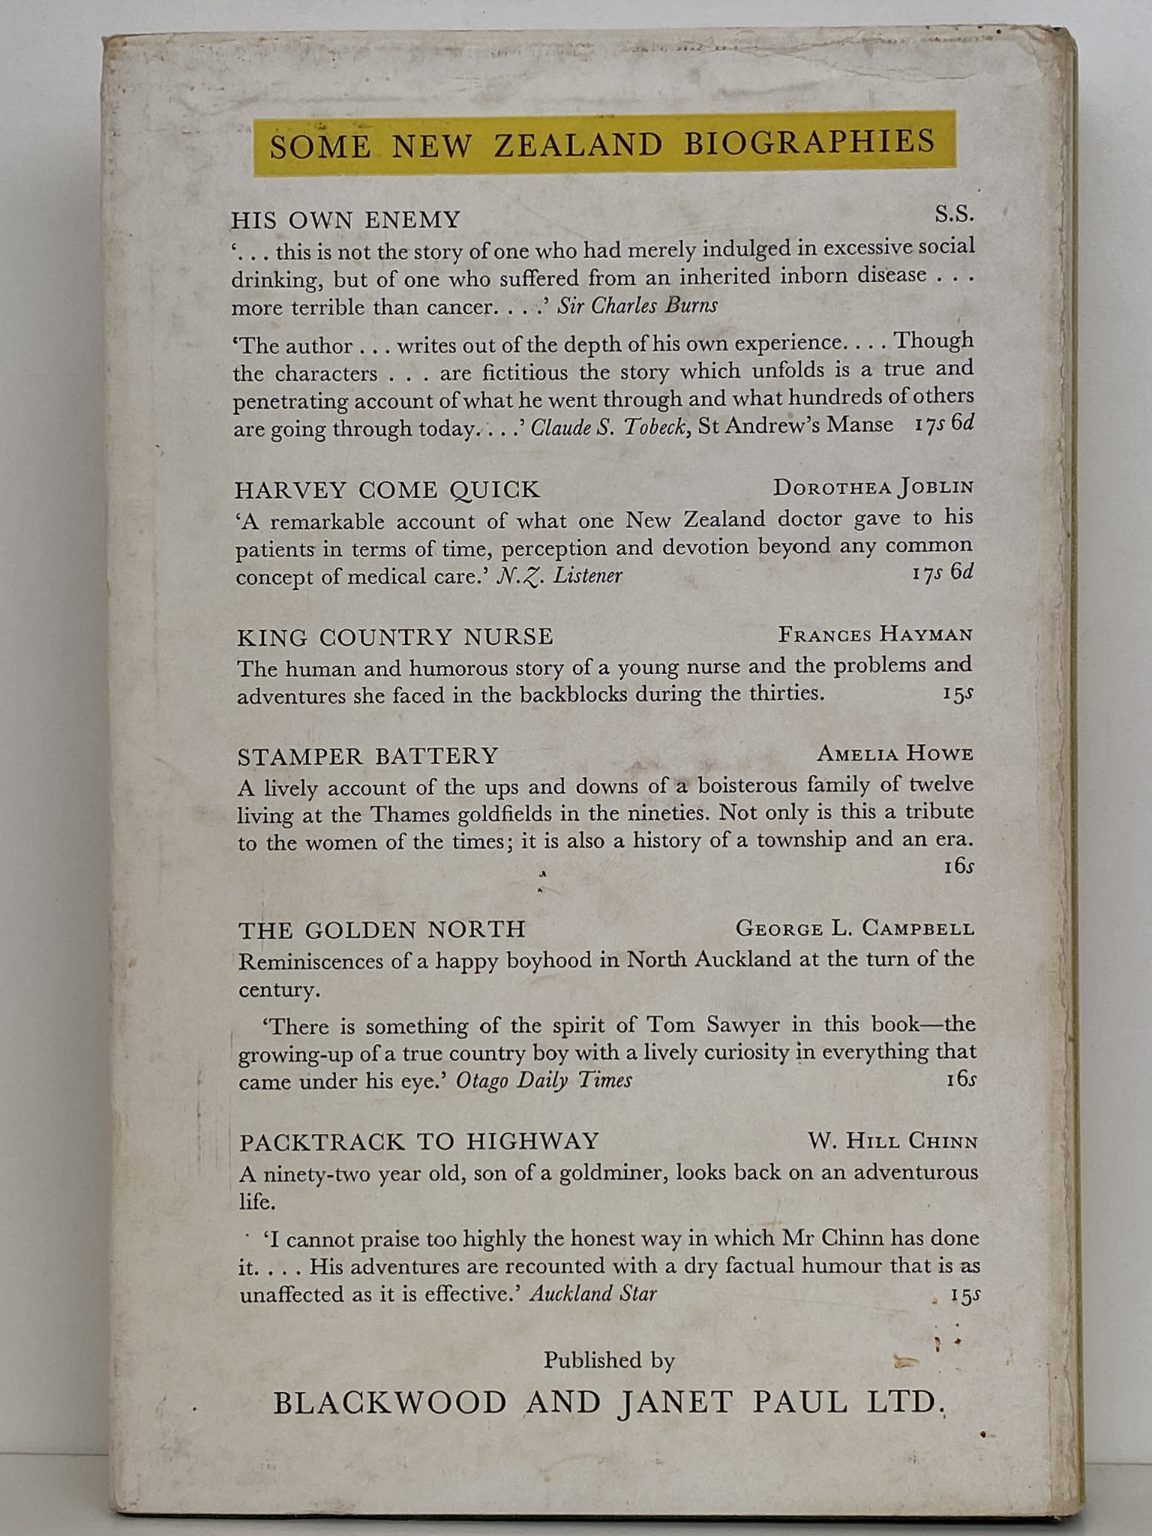 SOME NEW ZEALAND BIOGRAPHIES
HIS OWN ENEMY S.S.
‘. . . this is not the story of one who had merely indulged in excessive social
drinking, but of one who suffered from an inherited inborn disease . . .
more terrible than cancer. . . .’ Sir Charles Burns
‘The author . . . writes out of the depth of his own experience. . . . Though
the characters . . . are fictitious the story which unfolds is a true and
penetrating account of what he went through and what hundreds of others
are going through today. . . .’ Claude S. Tobeck, St Andrew’s Manse 17s 6d
HARVEY COME QUICK DOROTHEA JOBLIN
‘A remarkable account of what one New Zealand doctor gave to his
patients in terms of time, perception and devotion beyond any common
concept of medical care.’ N.Z. Listener 17s 6d
KING COUNTRY NURSE FRANCES HAYMAN
The human and humorous story of a young nurse and the problems and
adventures she faced in the backblocks during the thirties. 15s
STAMPER BATTERY AMELIA HOWE
A lively account of the ups and downs of a boisterous family of twelve
living at the Thames goldfields in the nineties. Not only is this a tribute
to the women of the times; it is also a history of a township and an era.
16s
THE GOLDEN NORTH GEORGE L. CAMPBELL
Reminiscences of a happy boyhood in North Auckland at the turn of the
century.
‘There is something of the spirit of Tom Sawyer in this book—the
growing-up of a true country boy with a lively curiosity in everything that
came under his eye.’ Otago Daily Times 16s
PACKTRACK TO HIGHWAY W. HILL CHINN
A ninety-two year old, son of a goldminer, looks back on an adventurous
life.
‘I cannot praise too highly the honest way in which Mr Chinn has done
it. . . . His adventures are recounted with a dry factual humour that is as
unaffected as it is effective.’ Auckland Star 15s
Published by
BLACKWOOD AND JANET PAUL LTD.